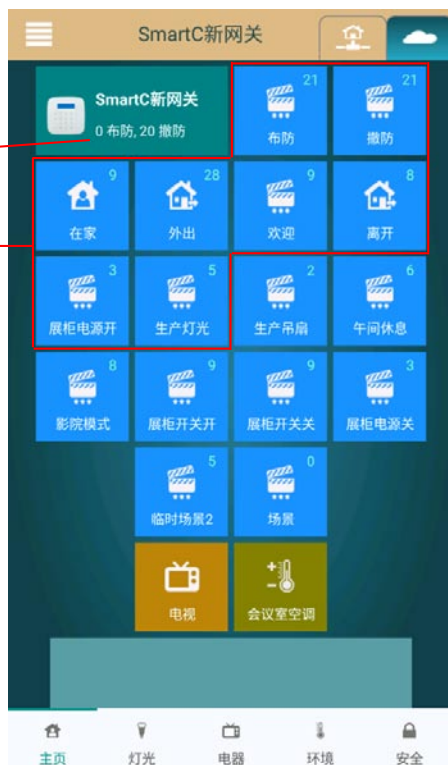 SmartC新网关
SmartC新网关
0 布防, 20 撤防
21
布防
21
撤防
9
在家
28
外出
9
欢迎
8
离开
3
展柜电源开
5
生产灯光
2
生产吊扇
6
午间休息
8
影院模式
9
展柜开关开
9
展柜开关关
3
展柜电源关
5
临时场景2
0
场景
电视
会议室空调
主页
灯光
电器
环境
安全